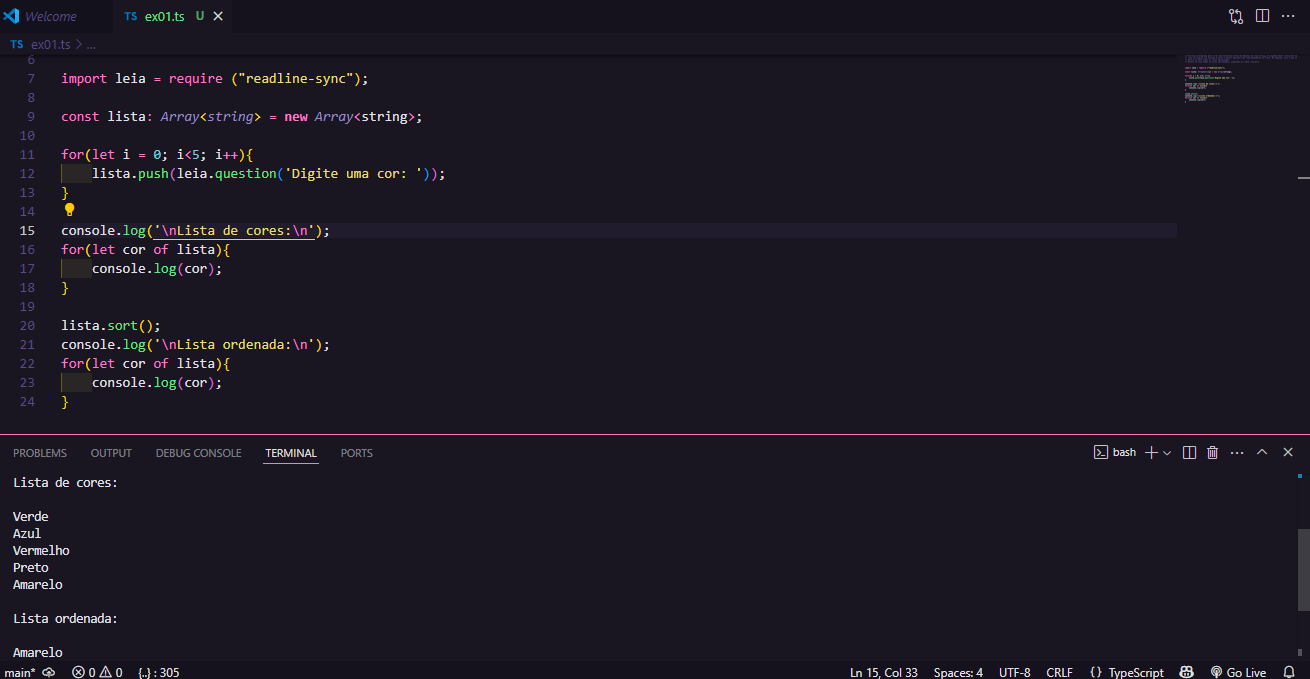 Welcome
TS ex01.ts U
TS ex01.ts > ...
6
7 import leia = require ("readline-sync");
8
9 const lista: Array<string> = new Array<string>;
10
11 for(let i = 0; i<5; i++){
12 lista.push(leia.question('Digite uma cor: '));
13 }
14
15 console.log('\nLista de cores:\n');
16 for(let cor of lista){
17 console.log(cor);
18 }
19
20 lista.sort();
21 console.log('\nLista ordenada:\n');
22 for(let cor of lista){
23 console.log(cor);
24 }
PROBLEMS OUTPUT DEBUG CONSOLE TERMINAL PORTS bash
Lista de cores:
Verde
Azul
Vermelho
Preto
Amarelo
Lista ordenada:
Amarelo
main* 0 0 {..} : 305 Ln 15, Col 33 Spaces: 4 UTF-8 CRLF {} TypeScript Go Live